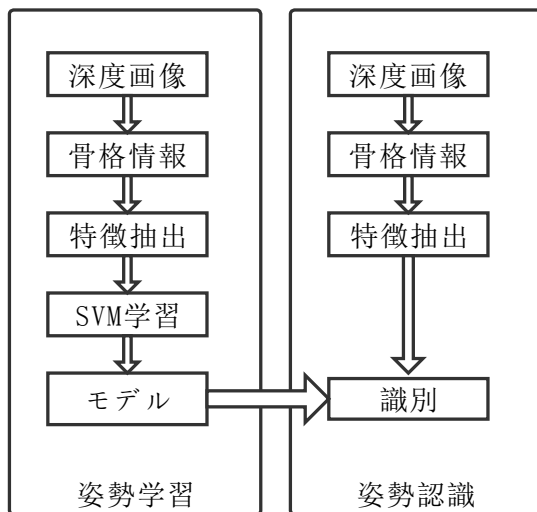 深度画像
骨格情報
特徴抽出
SVM学習
モデル
姿勢学習
深度画像
骨格情報
特徴抽出
識別
姿勢認識